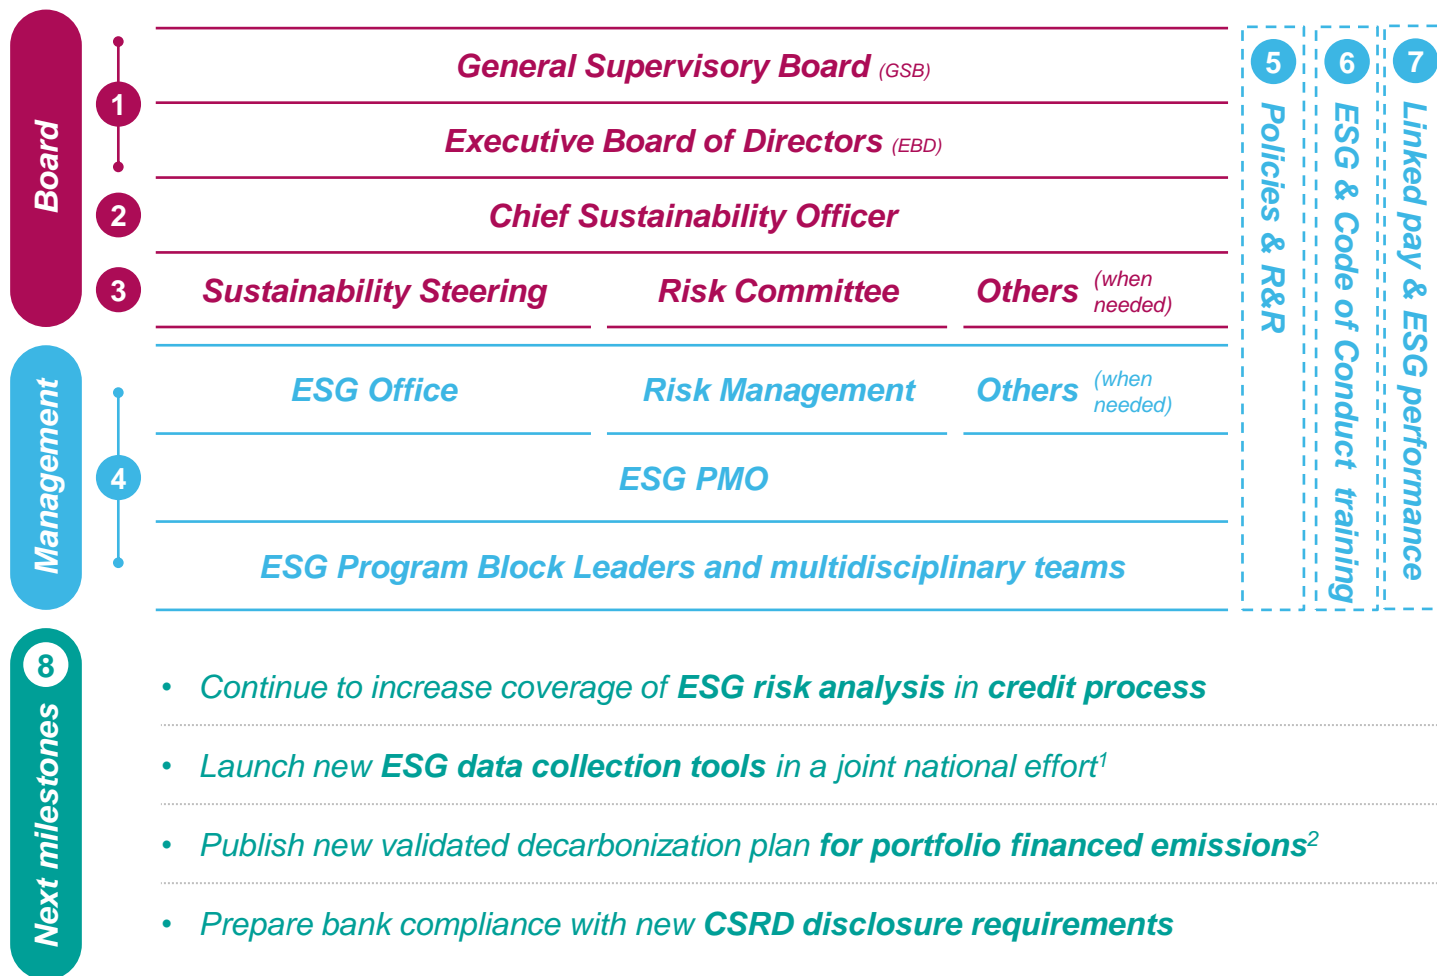 Board
1
General Supervisory Board (GSB)
Executive Board of Directors (EBD)
2
Chief Sustainability Officer
3
Sustainability Steering
Risk Committee
Others (when
needed)
Management
4
ESG Office
Risk Management
Others (when
needed)
ESG PMO
ESG Program Block Leaders and multidisciplinary teams
5
Policies & R&R
6
ESG & Code of Conduct training
7
Linked pay & ESG performance
8
Next milestones
• Continue to increase coverage of ESG risk analysis in credit process
• Launch new ESG data collection tools in a joint national effort1
• Publish new validated decarbonization plan for portfolio financed emissions2
• Prepare bank compliance with new CSRD disclosure requirements